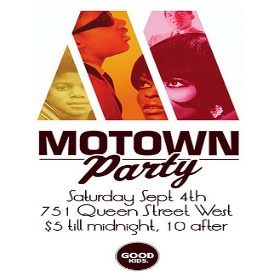 MOTOWN
Party
Saturday Sept 4th
751 Queen Street West
$5 till midnight, 10 after
GOOD
KIDS.